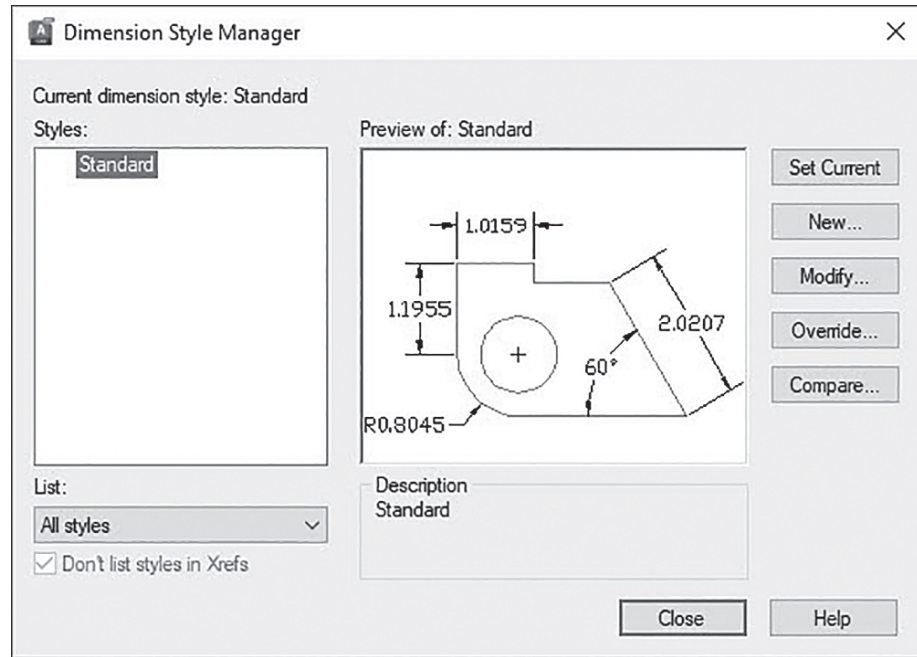 Dimension Style Manager
Current dimension style: Standard
Styles:
Standard
Preview of: Standard
1.0159
1.1955
2.0207
60°
R0.8045
Set Current
New...
Modify...
Override...
Compare...
List:
All styles
Don't list styles in Xrefs
Description
Standard
Close
Help